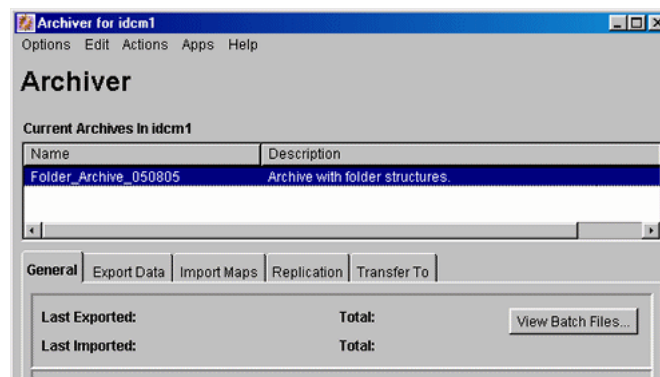 Archiver for idcm1
Options Edit Actions Apps Help
Archiver
Current Archives In idcm1
Name Description
Folder_Archive_050805 Archive with folder structures.
General Export Data Import Maps Replication Transfer To
Last Exported: Total: View Batch Files...
Last Imported: Total: